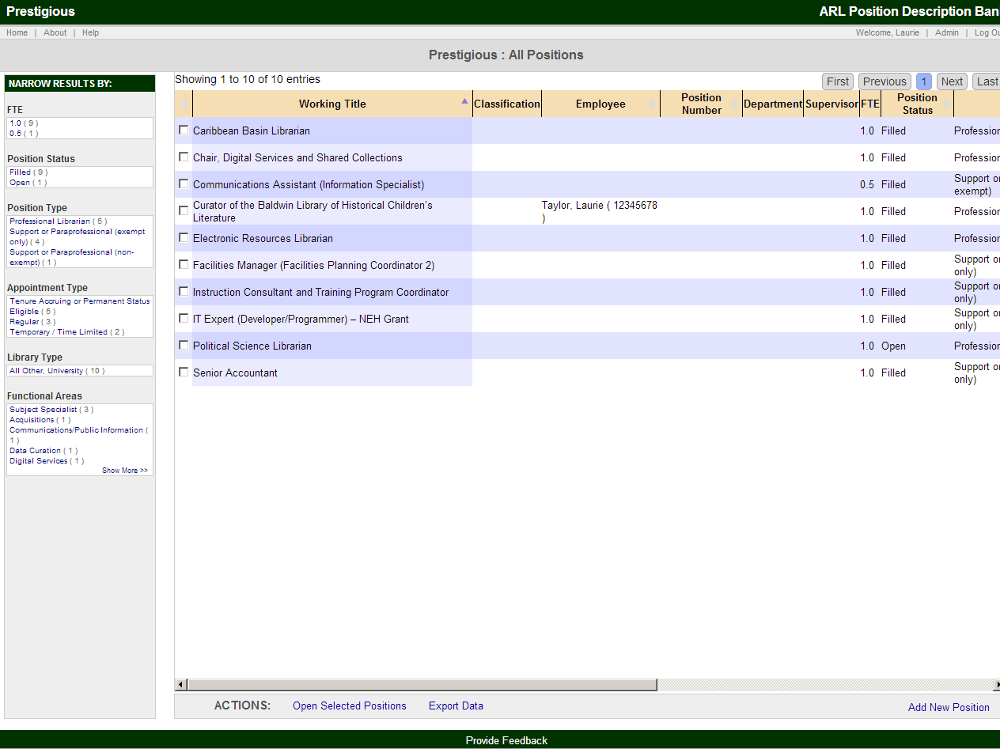 Prestigious
ARL Position Description Ban
Home | About | Help
Welcome, Laurie | Admin | Log Ou
Prestigious : All Positions
NARROW RESULTS BY:
FTE
1.0 ( 9 )
0.5 ( 1 )
Position Status
Filled ( 9 )
Open ( 1 )
Position Type
Professional Librarian ( 5 )
Support or Paraprofessional (exempt
only) ( 4 )
Support or Paraprofessional (non-
exempt) ( 1 )
Appointment Type
Tenure Accruing or Permanent Status
Eligible ( 5 )
Regular ( 3 )
Temporary / Time Limited ( 2 )
Library Type
All Other, University ( 10 )
Functional Areas
Subject Specialist ( 3 )
Acquisitions ( 1 )
Communications/Public Information (
1 )
Data Curation ( 1 )
Digital Services ( 1 )
Show More >>
Showing 1 to 10 of 10 entries
First Previous 1 Next Last
Working Title Classification Employee Position Number Department Supervisor FTE Position Status
Caribbean Basin Librarian 1.0 Filled Profession
Chair, Digital Services and Shared Collections 1.0 Filled Profession
Communications Assistant (Information Specialist) 0.5 Filled Support or
exempt)
Curator of the Baldwin Library of Historical Children’s Taylor, Laurie ( 12345678
Literature ) 1.0 Filled Profession
Electronic Resources Librarian 1.0 Filled Profession
Facilities Manager (Facilities Planning Coordinator 2) 1.0 Filled Support or
only)
Instruction Consultant and Training Program Coordinator 1.0 Filled Support or
only)
IT Expert (Developer/Programmer) – NEH Grant 1.0 Filled Support or
only)
Political Science Librarian 1.0 Open Profession
Senior Accountant 1.0 Filled Support or
only)
ACTIONS: Open Selected Positions Export Data
Add New Position
Provide Feedback